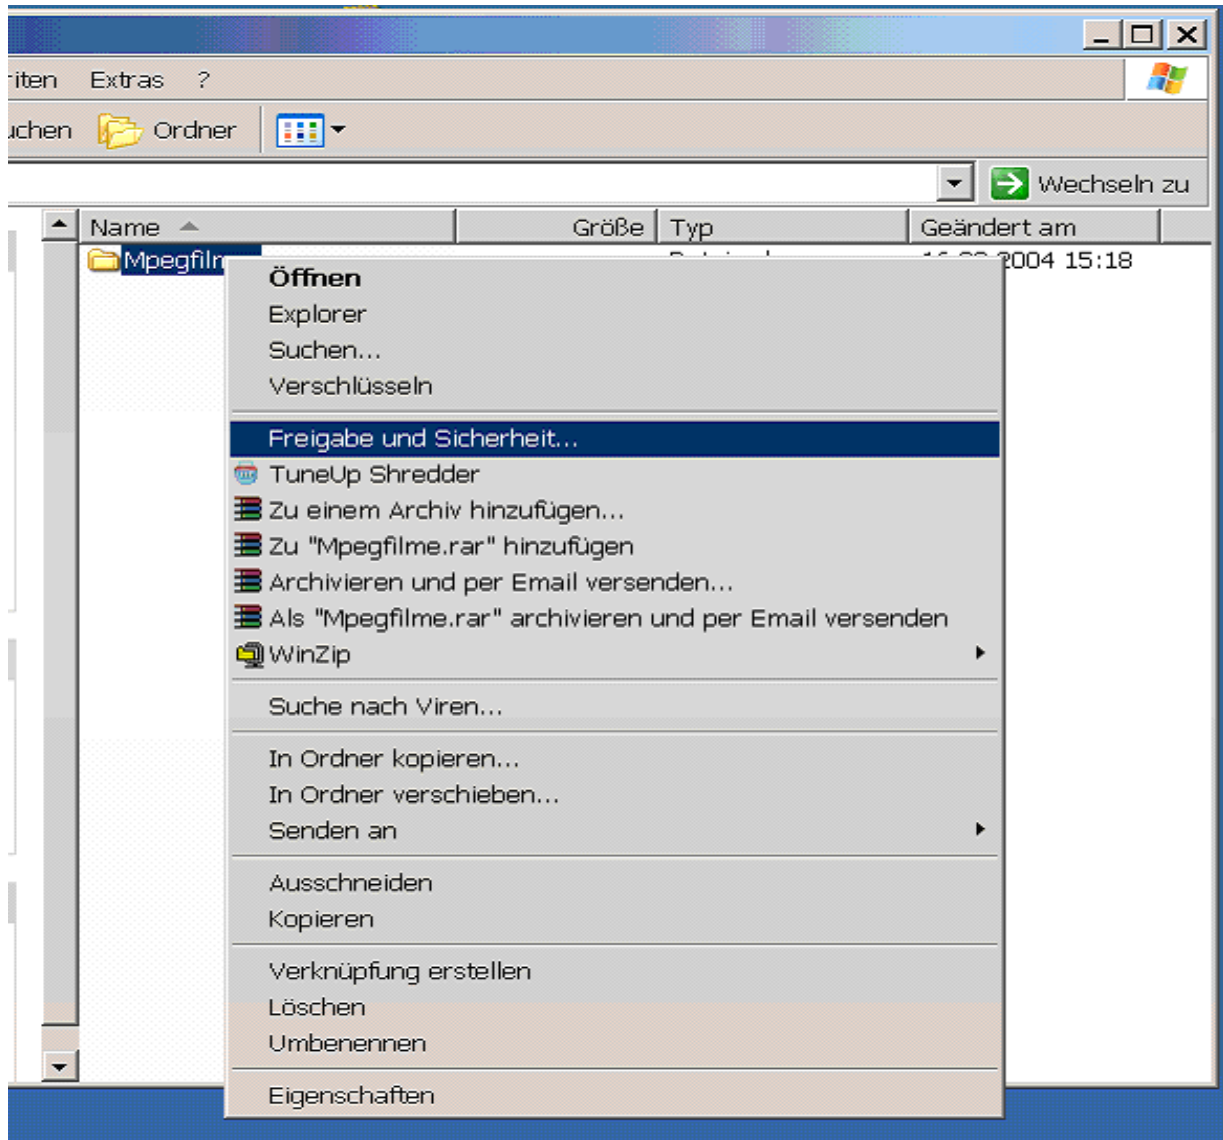 Extras ?
Ordner
Wechseln zu
Name Größe Typ Geändert am
2004 15:18
Öffnen
Explorer
Suchen...
Verschlüsseln
Freigabe und Sicherheit...
TuneUp Shredder
Zu einem Archiv hinzufügen...
Zu "Mpegfilme.rar" hinzufügen
Archivieren und per Email versenden...
Als "Mpegfilme.rar" archivieren und per Email versenden
WinZip
Suche nach Viren...
In Ordner kopieren...
In Ordner verschieben...
Senden an
Ausschneiden
Kopieren
Verknüpfung erstellen
Löschen
Umbenennen
Eigenschaften